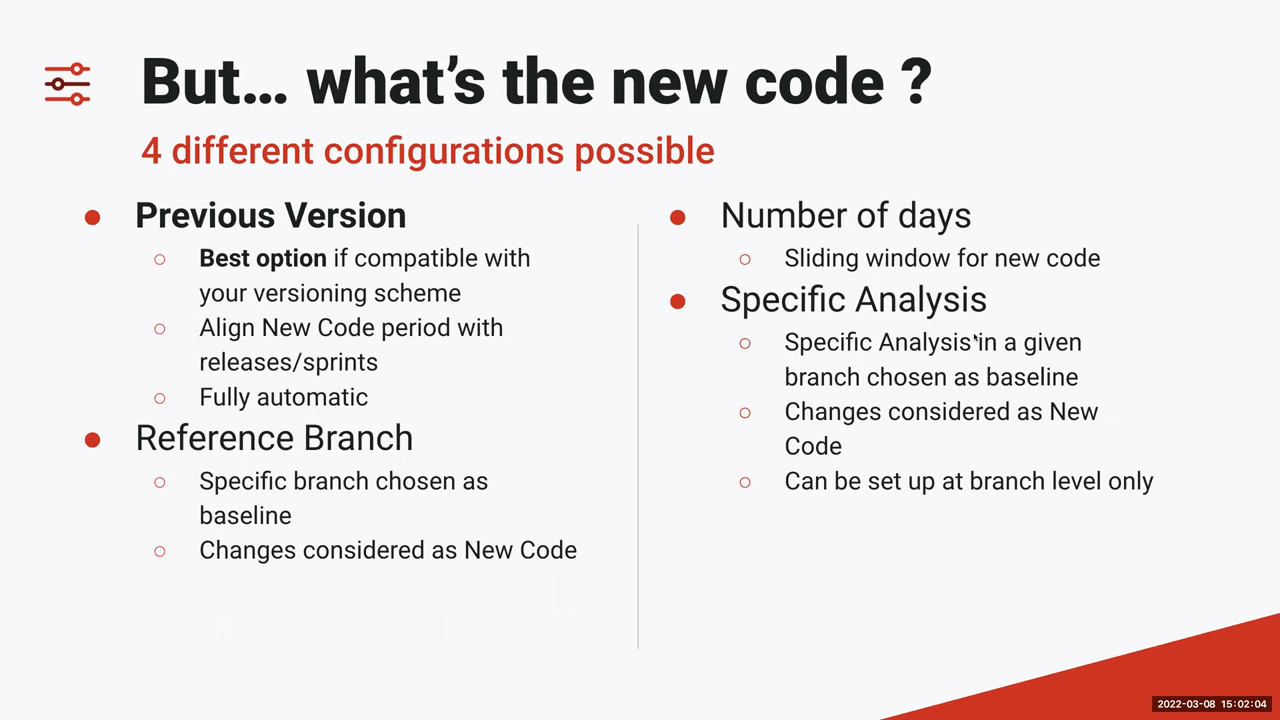 But... what's the new code ?
4 different configurations possible
Previous Version
Best option if compatible with
your versioning scheme
Align New Code period with
releases/sprints
Fully automatic
Reference Branch
Specific branch chosen as
baseline
Changes considered as New Code
Number of days
Sliding window for new code
Specific Analysis
Specific Analysis in a given
branch chosen as baseline
Changes considered as New
Code
Can be set up at branch level only
2022-03-08 15:02:04